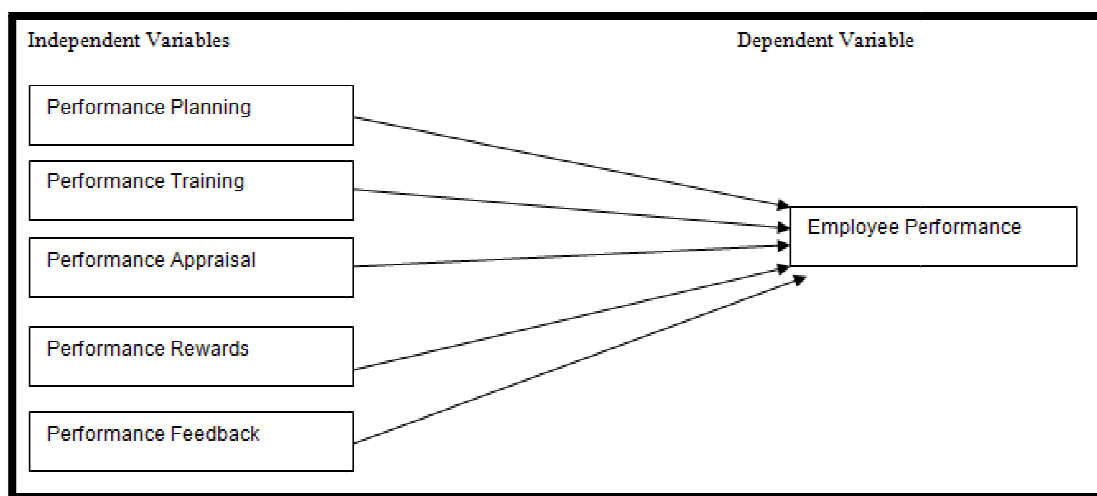 Independent Variables
Dependent Variable
Performance Planning
Performance Training
Performance Appraisal
Performance Rewards
Performance Feedback
Employee Performance